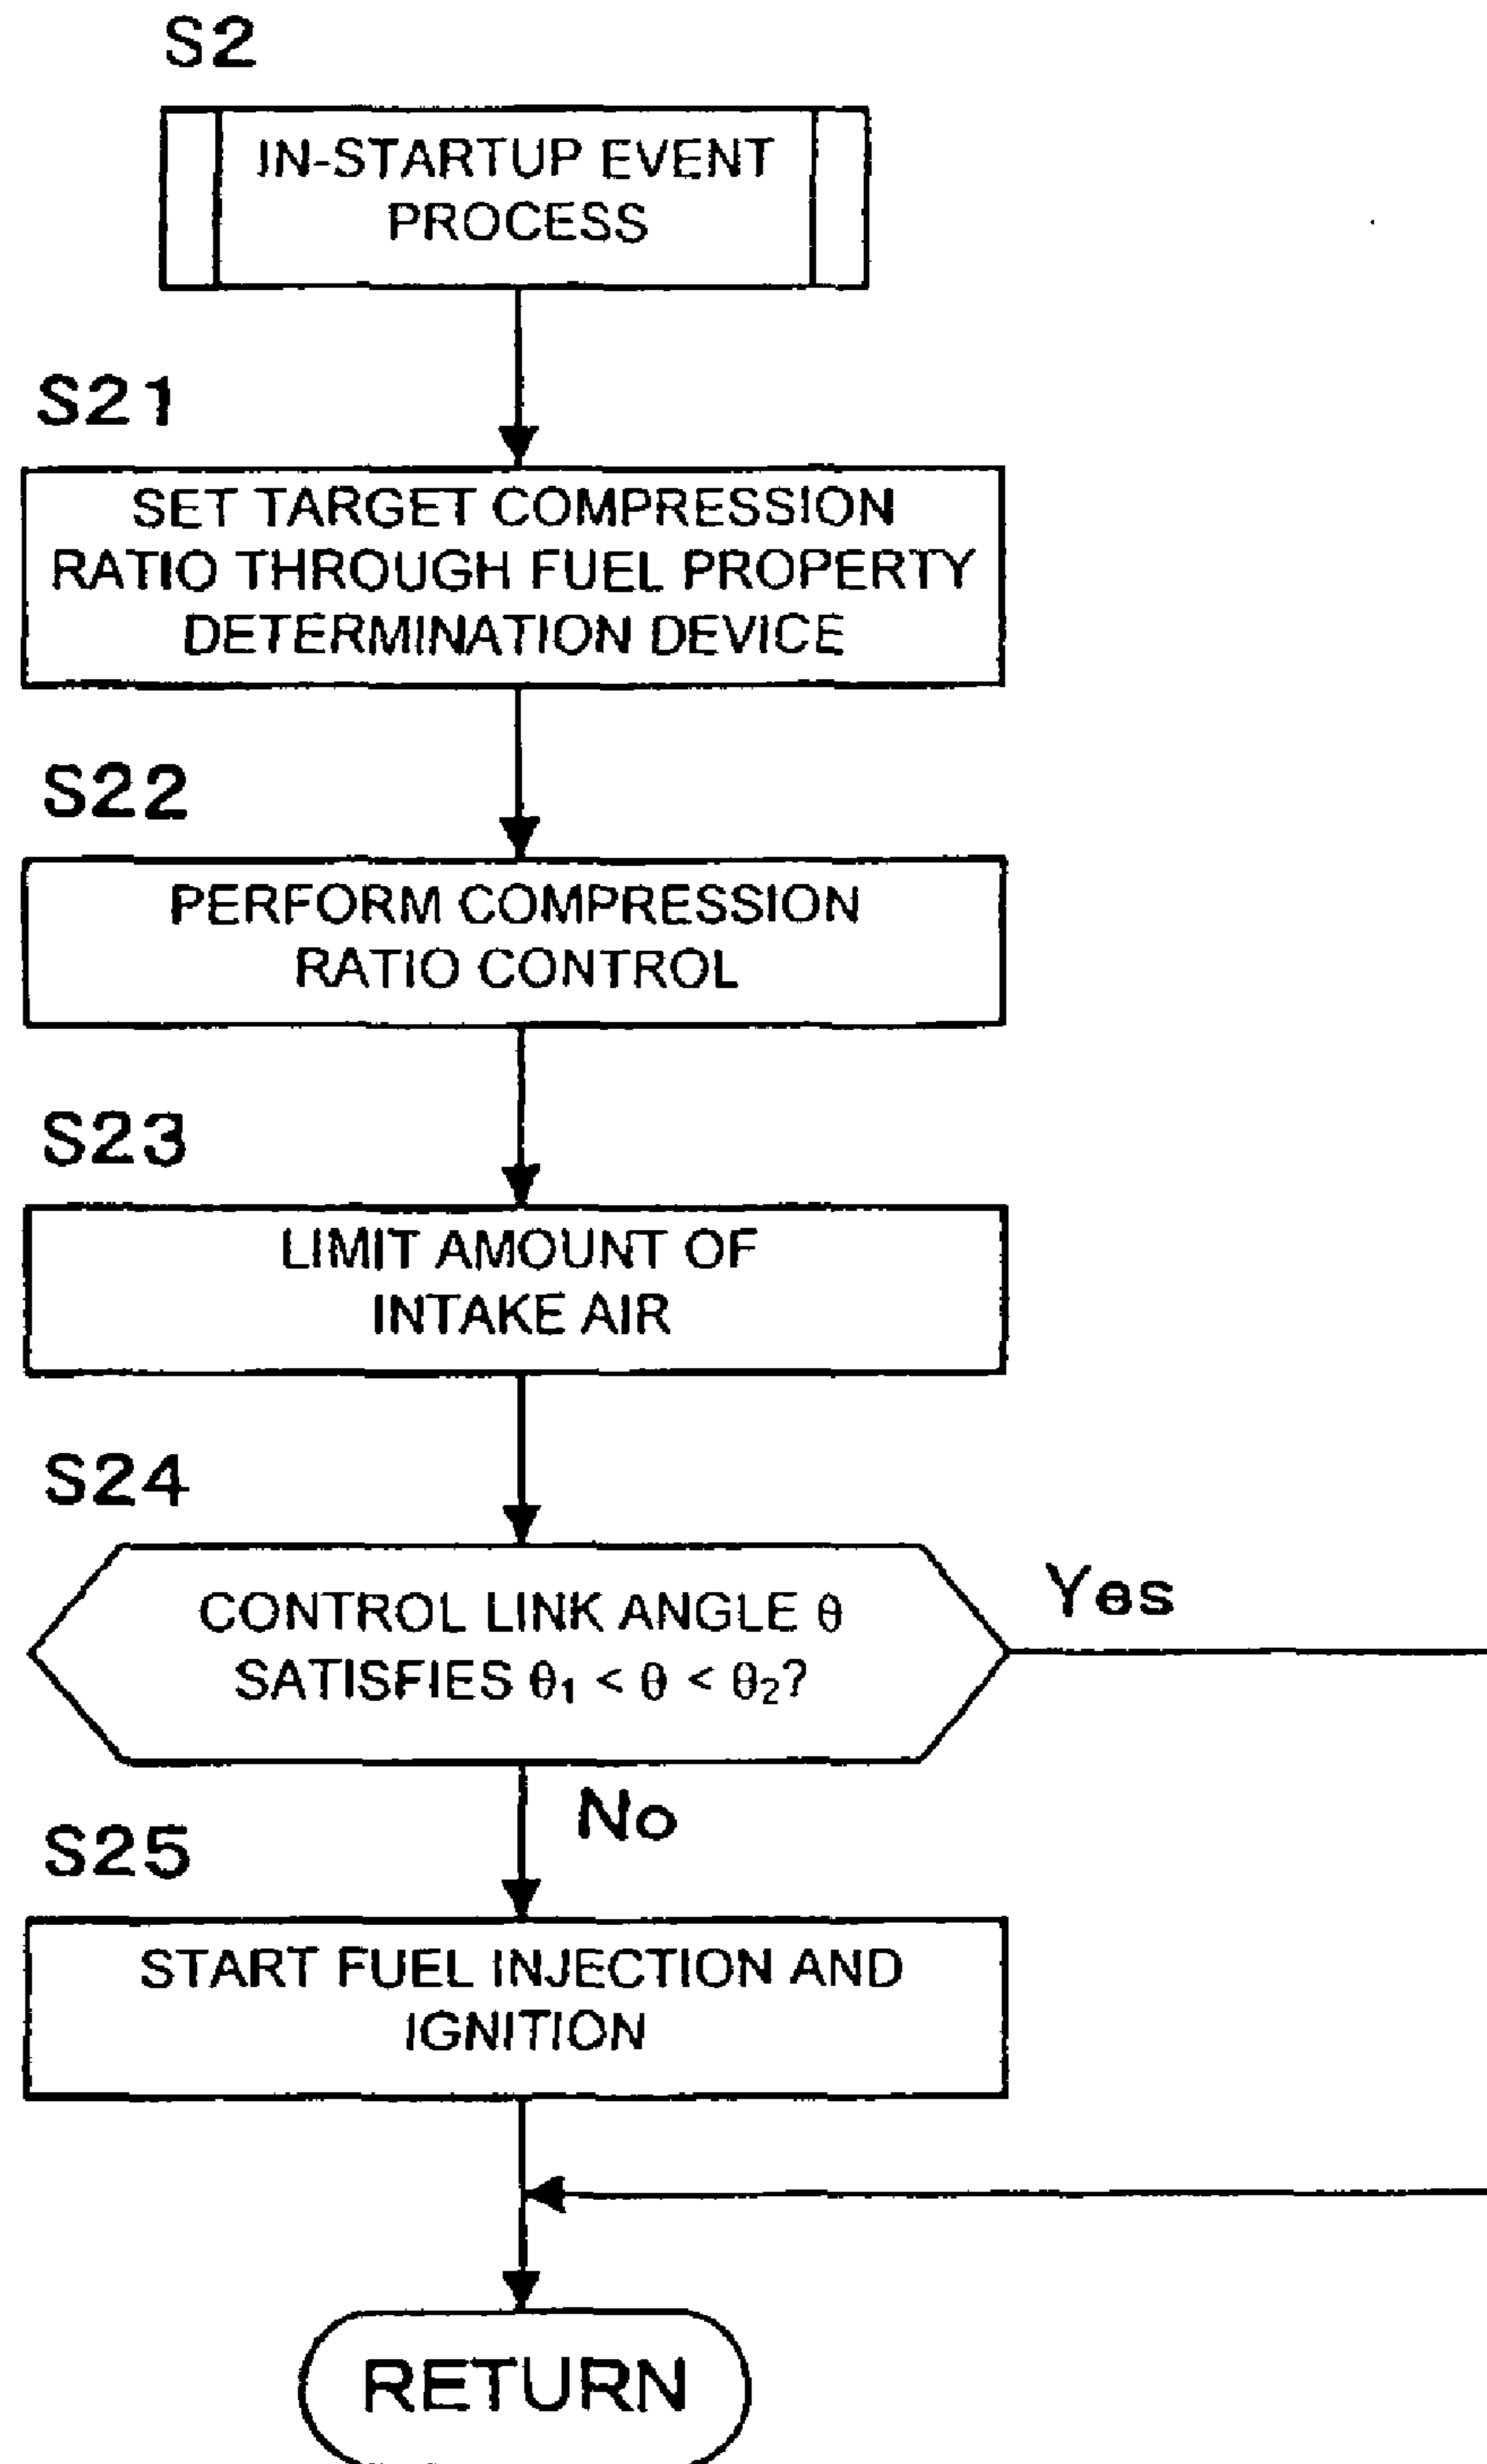 S2
IN-STARTUP EVENT
PROCESS
S21
SET TARGET COMPRESSION
RATIO THROUGH FUEL PROPERTY
DETERMINATION DEVICE
S22
PERFORM COMPRESSION
RATIO CONTROL
S23
LIMIT AMOUNT OF
INTAKE AIR
S24
CONTROL LINK ANGLE θ
SATISFIES θ₁ < θ < θ₂?
Yes
No
S25
START FUEL INJECTION AND
IGNITION
RETURN